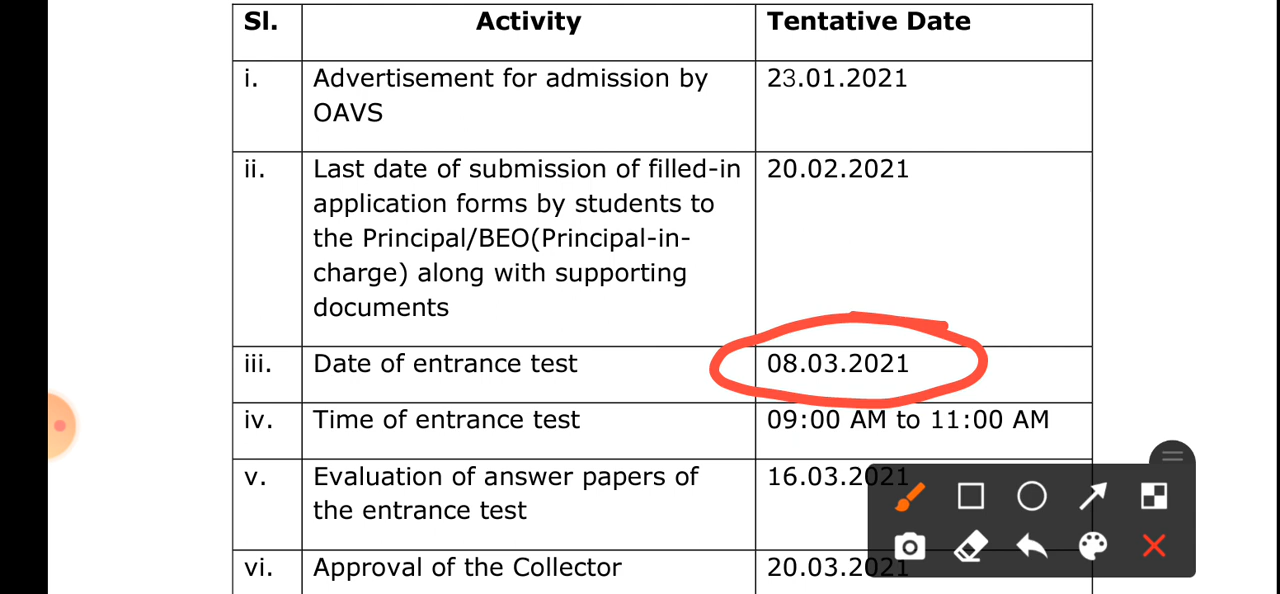 Sl. Activity Tentative Date
i. Advertisement for admission by 23.01.2021
OAVS
ii. Last date of submission of filled-in 20.02.2021
application forms by students to
the Principal/BEO(Principal-in-
charge) along with supporting
documents
iii. Date of entrance test 08.03.2021
iv. Time of entrance test 09:00 AM to 11:00 AM
v. Evaluation of answer papers of 16.03.2021
the entrance test
vi. Approval of the Collector 20.03.2021